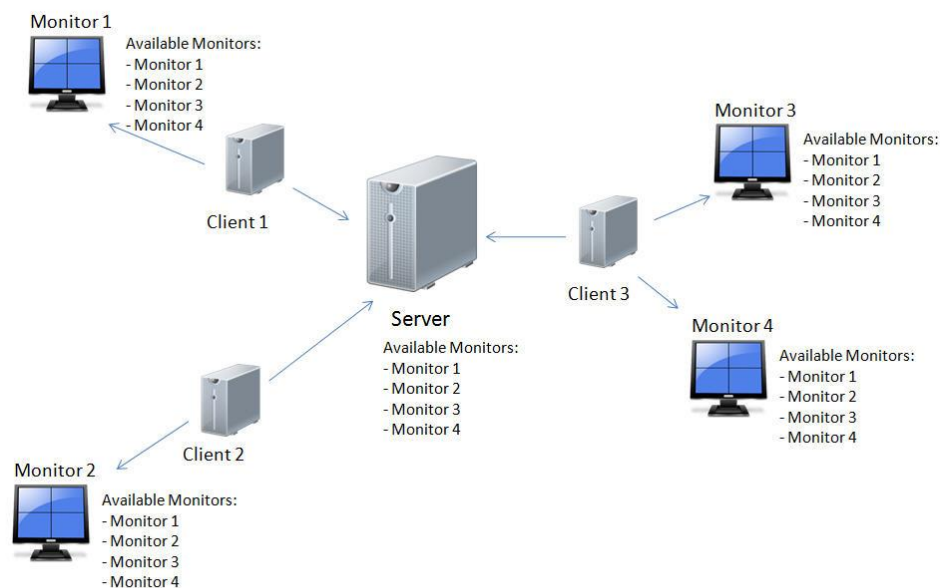 Monitor 1
Available Monitors:
- Monitor 1
- Monitor 2
- Monitor 3
- Monitor 4
Client 1
Monitor 3
Available Monitors:
- Monitor 1
- Monitor 2
- Monitor 3
- Monitor 4
Client 3
Server
Available Monitors:
- Monitor 1
- Monitor 2
- Monitor 3
- Monitor 4
Monitor 4
Available Monitors:
- Monitor 1
- Monitor 2
- Monitor 3
- Monitor 4
Client 2
Monitor 2
Available Monitors:
- Monitor 1
- Monitor 2
- Monitor 3
- Monitor 4